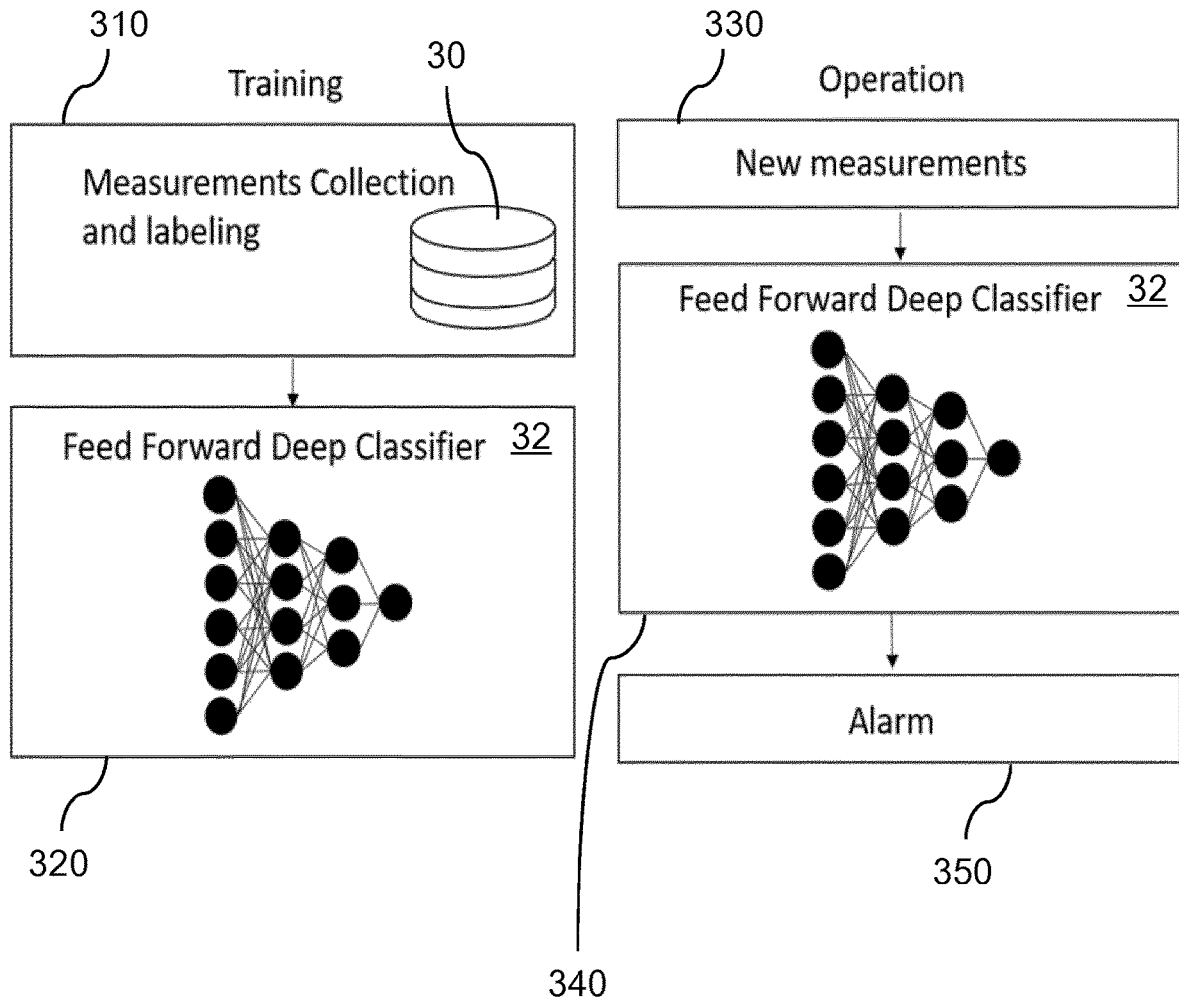 310
30
Training
Measurements Collection
and labeling
Feed Forward Deep Classifier 32
320
330
Operation
New measurements
Feed Forward Deep Classifier 32
Alarm
350
340